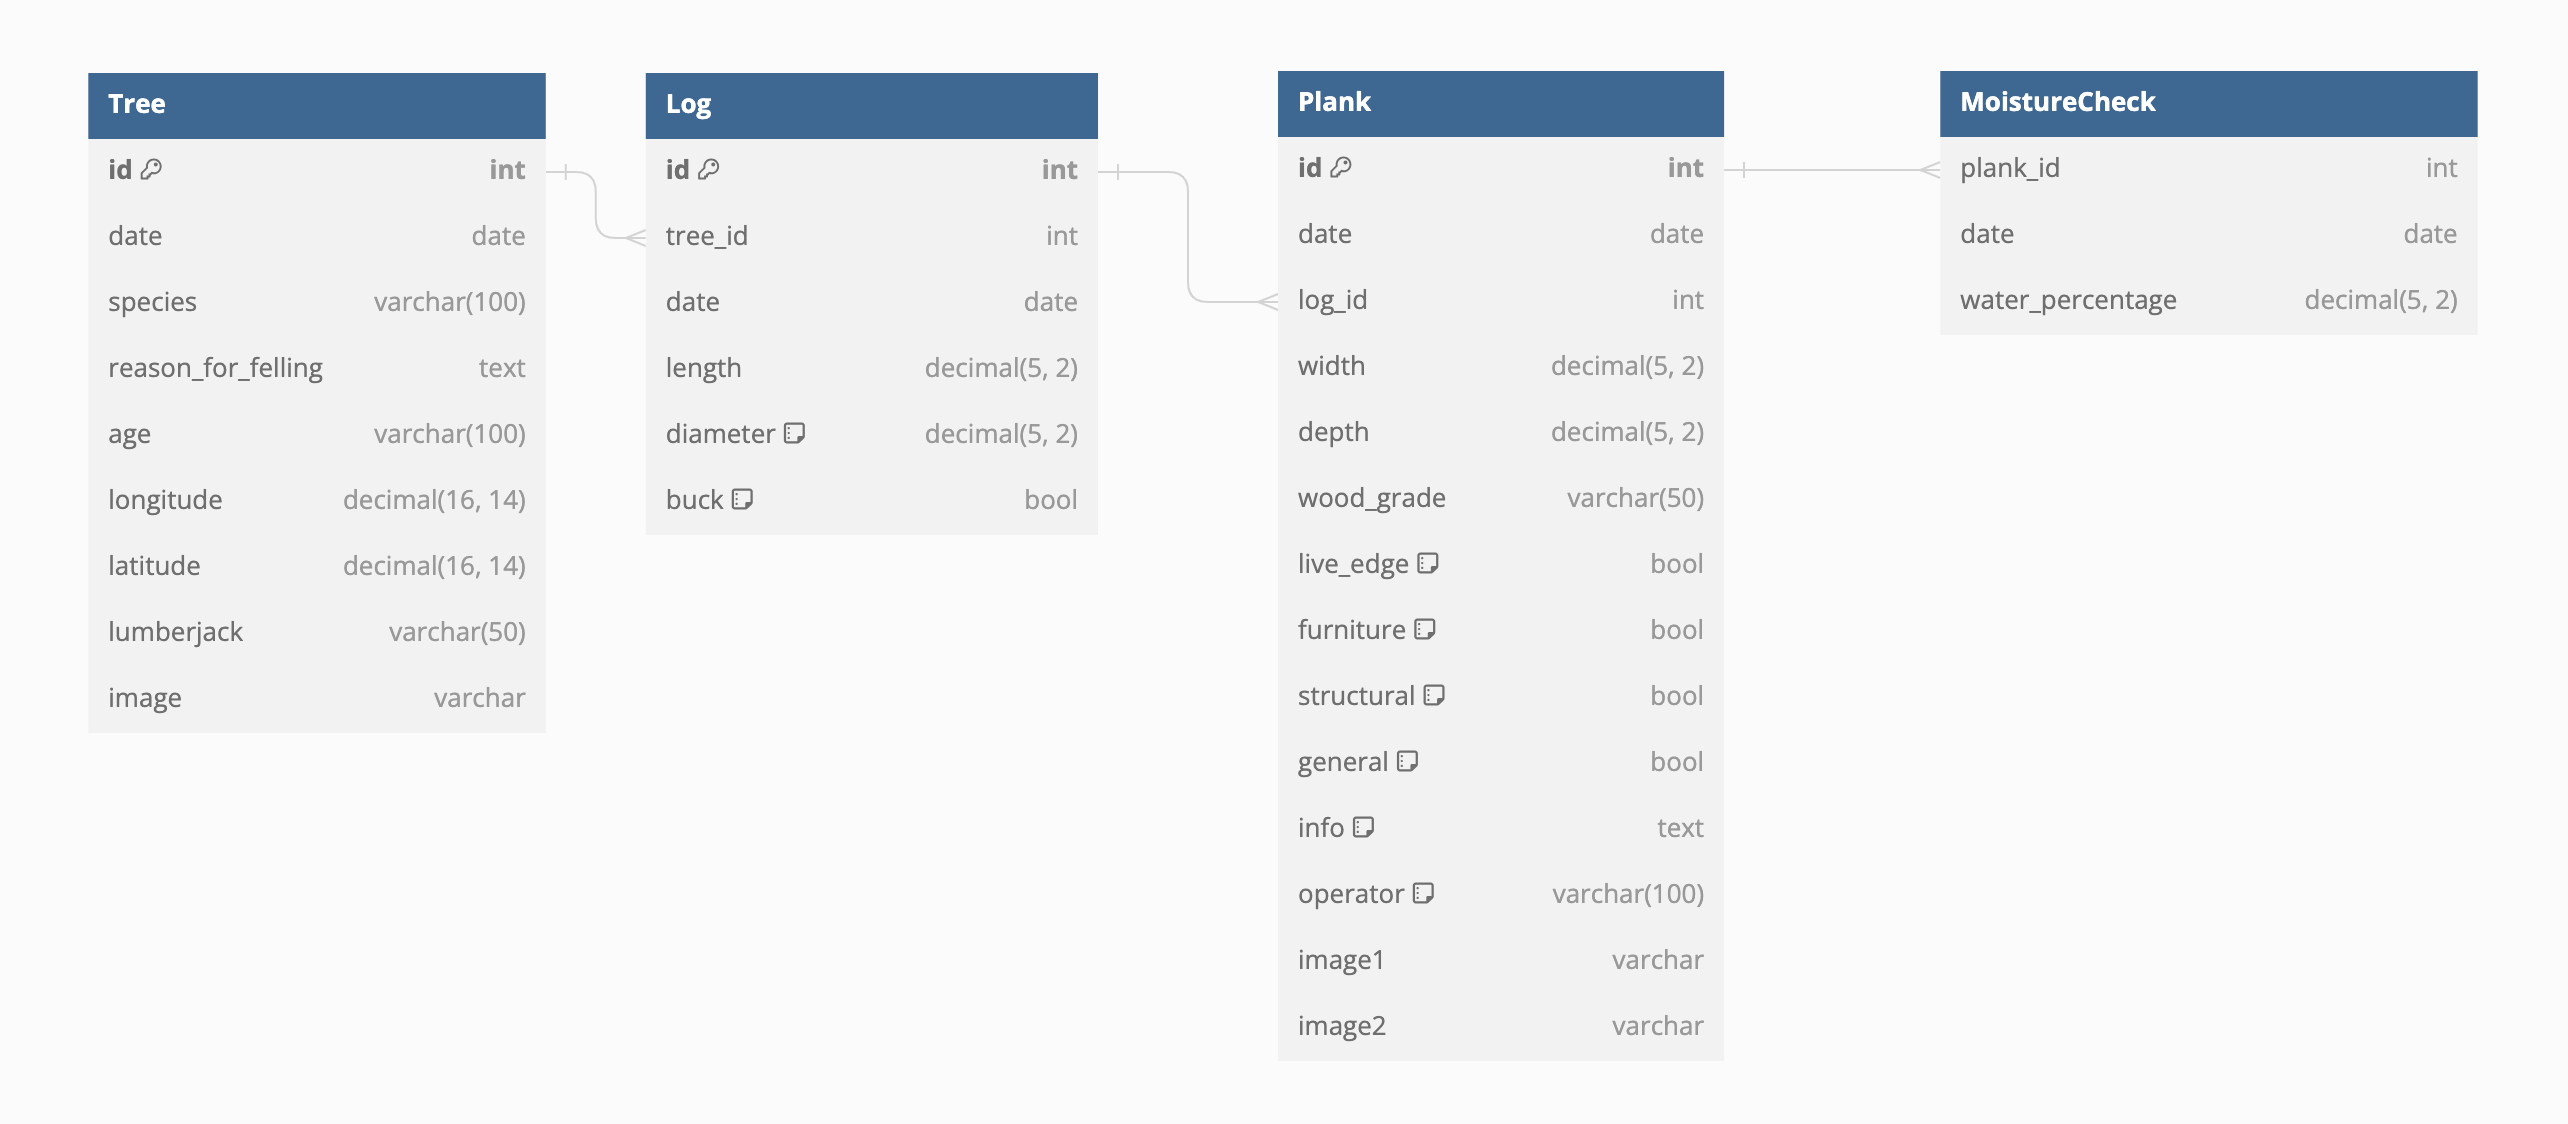 Tree
id int
date date
species varchar(100)
reason_for_felling text
age varchar(100)
longitude decimal(16, 14)
latitude decimal(16, 14)
lumberjack varchar(50)
image varchar
Log
id int
tree_id int
date date
length decimal(5, 2)
diameter decimal(5, 2)
buck bool
Plank
id int
date date
log_id int
width decimal(5, 2)
depth decimal(5, 2)
wood_grade varchar(50)
live_edge bool
furniture bool
structural bool
general bool
info text
operator varchar(100)
image1 varchar
image2 varchar
MoistureCheck
plank_id int
date date
water_percentage decimal(5, 2)